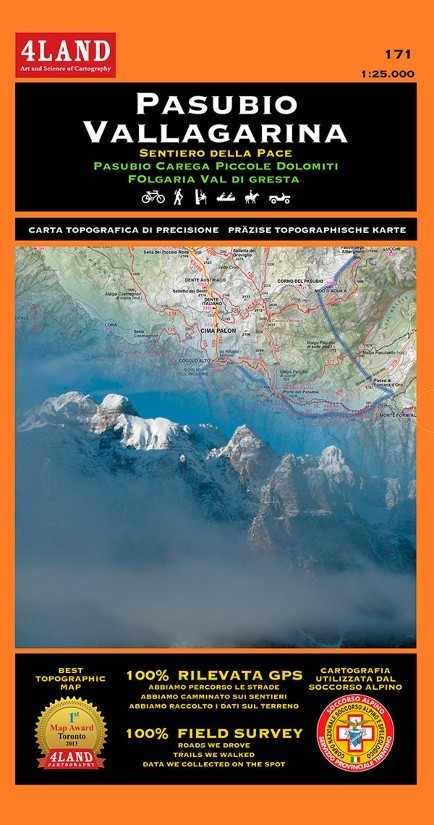 4LAND
Art and Science of Cartography
171
1:25.000
PASUBIO
VALLAGARINA
SENTIERO DELLA PACE
PASUBIO CAREGA PICCOLE DOLOMITI
FOLGARIA VAL DI GRESTA
CARTA TOPOGRAFICA DI PRECISIONE PRÄZISE TOPOGRAPHISCHE KARTE
DENTE AUSTRIACO
DENTE
ITALIANO
CORNO DEL PASUBIO
CIMA PALON
COGOLO ALTO
BEST
TOPOGRAPHIC
MAP
1st
Map Award
Toronto
2013
4LAND
CARTOGRAPHY
100% RILEVATA GPS
ABBIAMO PERCORSO LE STRADE
ABBIAMO CAMMINATO SUI SENTIERI
ABBIAMO RACCOLTO I DATI SUL TERRENO
100% FIELD SURVEY
ROADS WE DROVE
TRAILS WE WALKED
DATA WE COLLECTED ON THE SPOT
CARTOGRAFIA
UTILIZZATA DAL
SOCCORSO ALPINO
SOCCORSO ALPINO
CORPO NAZIONALE SOCCORSO ALPINO E SPELEOLOGICO
SERVIZIO PROVINCIALE TRENTINO